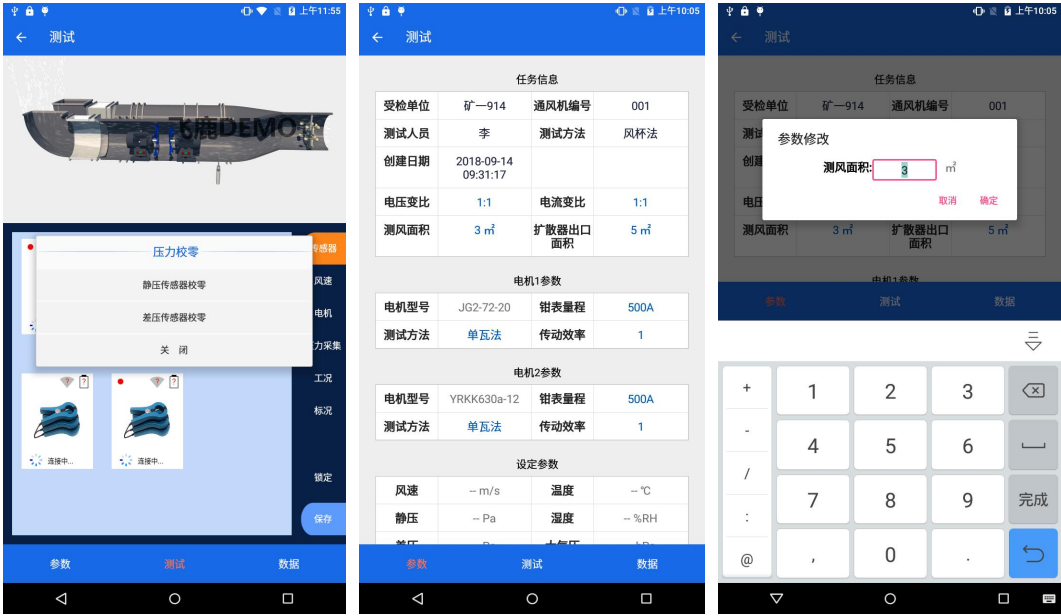 上午11:55
测试
飞鹿DEMO
压力校零
静压传感器校零
差压传感器校零
关 闭
传感器
风速
电机
压力采集
工况
标况
锁定
保存
连接中...
连接中...
参数
测试
数据
上午10:05
测试
任务信息
受检单位 矿一914 通风机编号 001
测试人员 李 测试方法 风杯法
创建日期 2018-09-14
09:31:17
电压变比 1:1 电流变比 1:1
测风面积 3 ㎡ 扩散器出口
面积 5 ㎡
电机1参数
电机型号 JG2-72-20 钳表量程 500A
测试方法 单瓦法 传动效率 1
电机2参数
电机型号 YRKK630a-12 钳表量程 500A
测试方法 单瓦法 传动效率 1
设定参数
风速 -- m/s 温度 -- ℃
静压 -- Pa 湿度 -- %RH
参数 测试 数据
上午10:05
测试
任务信息
受检单位 矿一914 通风机编号 001
参数修改
测风面积: 3 ㎡
取消 确定
测风面积 3 ㎡ 扩散器出口
面积 5 ㎡
电机1参数
参数 测试 数据
+ 1 2 3
- 4 5 6
/ 7 8 9 完成
:
@ , 0 .